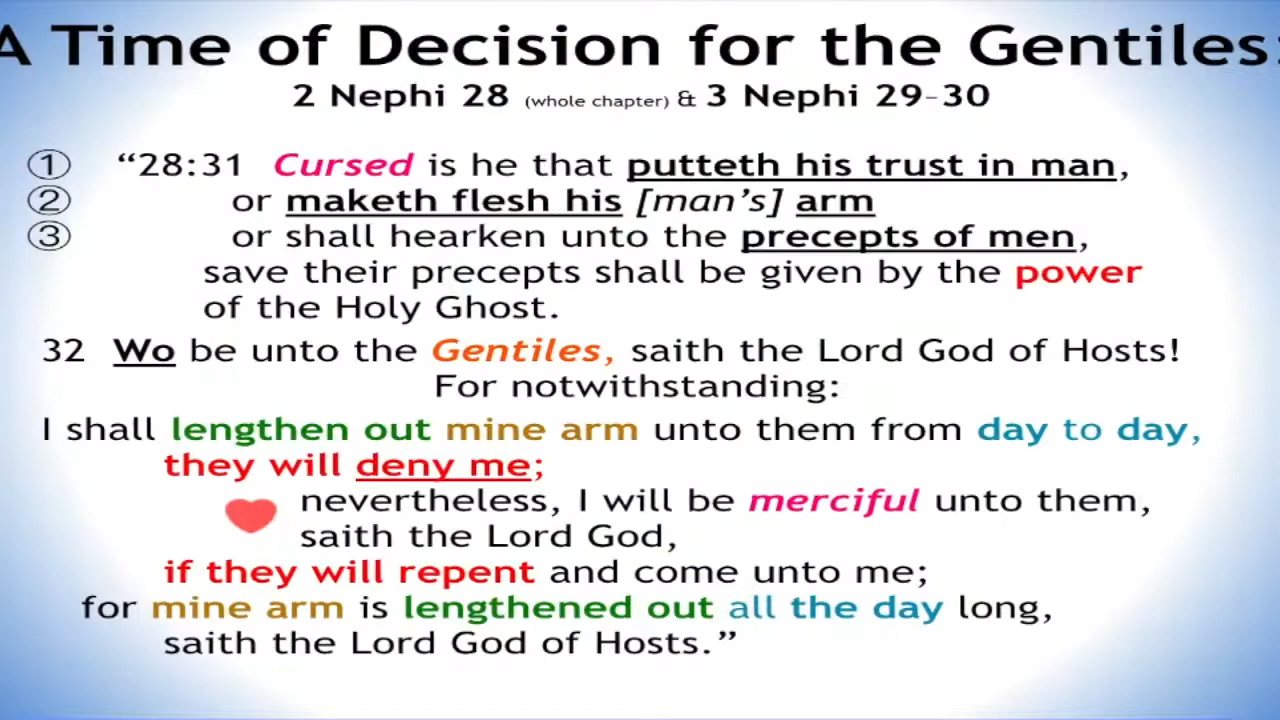 A Time of Decision for the Gentiles:
2 Nephi 28 (whole chapter) & 3 Nephi 29-30
① “28:31 Cursed is he that putteth his trust in man,
② or maketh flesh his [man’s] arm
③ or shall hearken unto the precepts of men,
save their precepts shall be given by the power
of the Holy Ghost.
32 Wo be unto the Gentiles, saith the Lord God of Hosts!
For notwithstanding:
I shall lengthen out mine arm unto them from day to day,
they will deny me;
nevertheless, I will be merciful unto them,
saith the Lord God,
if they will repent and come unto me;
for mine arm is lengthened out all the day long,
saith the Lord God of Hosts.”